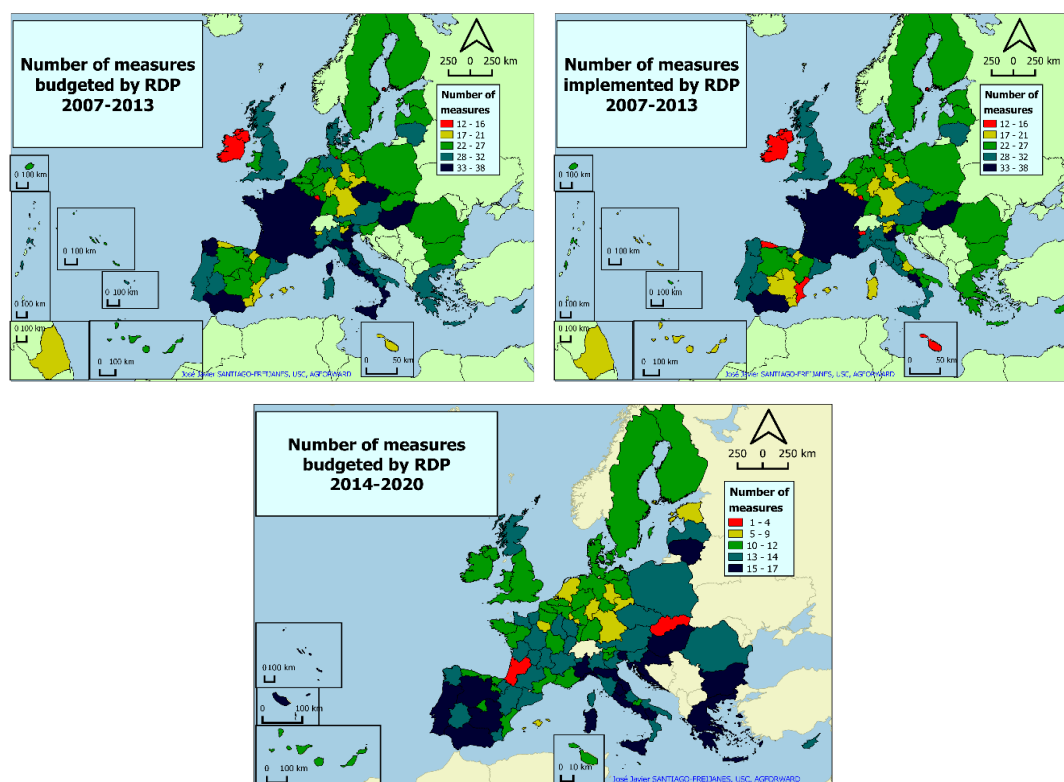 Number of measures
budgeted by RDP
2007-2013
250 0 250 km
Number of
measures
12 - 16
17 - 21
22 - 27
28 - 32
33 - 38
0 100 km
0 100 km
0 100 km
0 100 km
0 100 km
0 100 km
0 50 km
José Javier SANTIAGO-FREIJANES, USC, AGFORWARD
Number of measures
implemented by RDP
2007-2013
250 0 250 km
Number of
measures
12 - 16
17 - 21
22 - 27
28 - 32
33 - 38
0 100 km
0 100 km
0 100 km
0 100 km
0 100 km
0 100 km
0 50 km
José Javier SANTIAGO-FREIJANES, USC, AGFORWARD
Number of measures
budgeted by RDP
2014-2020
250 0 250 km
Number of
measures
1 - 4
5 - 9
10 - 12
13 - 14
15 - 17
0 100 km
0 100 km
0 100 km
0 10 km
José Javier SANTIAGO-FREIJANES, USC, AGFORWARD